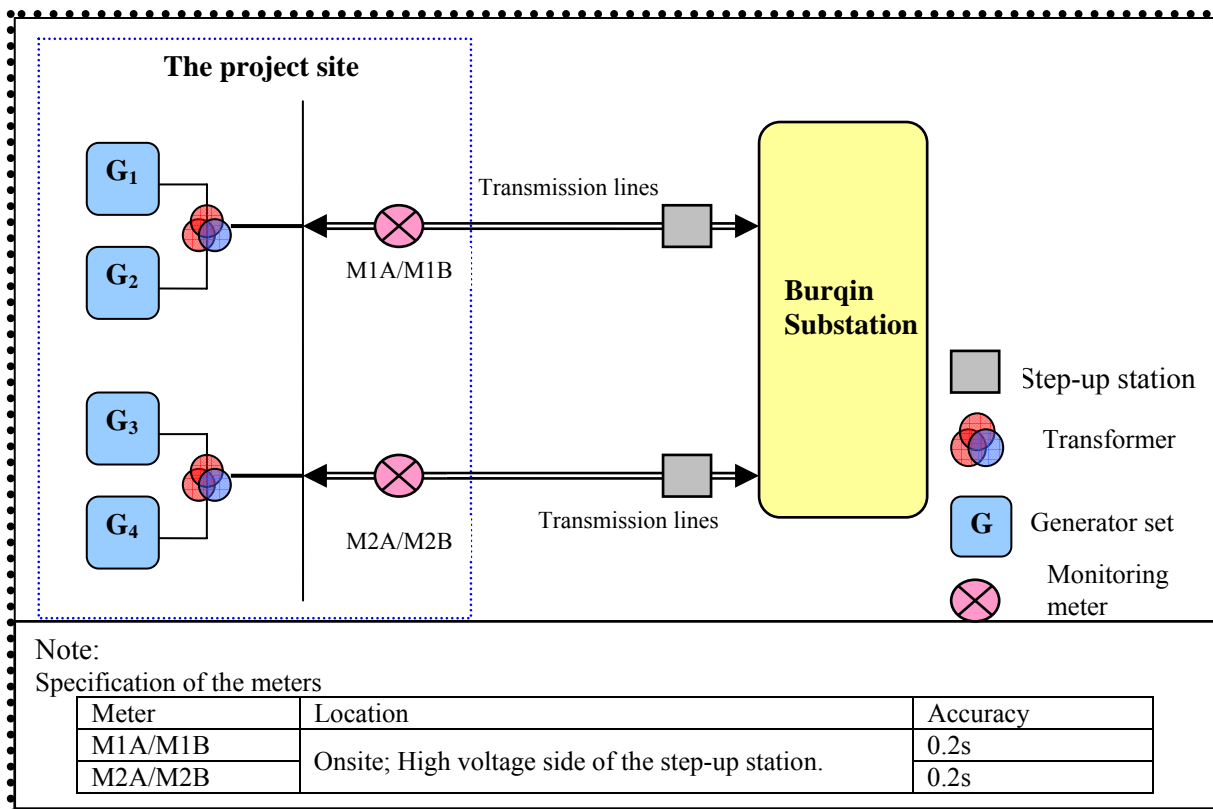 The project site
G1
G2
Transmission lines
M1A/M1B
Burqin
Substation
G3
G4
Transmission lines
M2A/M2B
Step-up station
Transformer
G
Generator set
Monitoring
meter
Note:
Specification of the meters
Meter Location Accuracy
M1A/M1B Onsite; High voltage side of the step-up station. 0.2s
M2A/M2B 0.2s